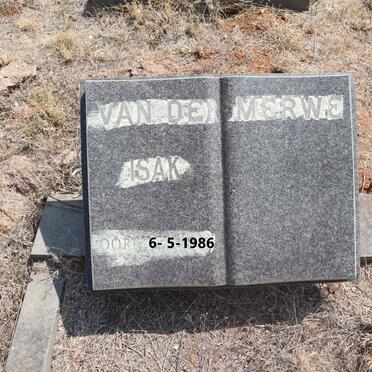 VAN DER MERWE
ISAK
OORL 6- 5-1986